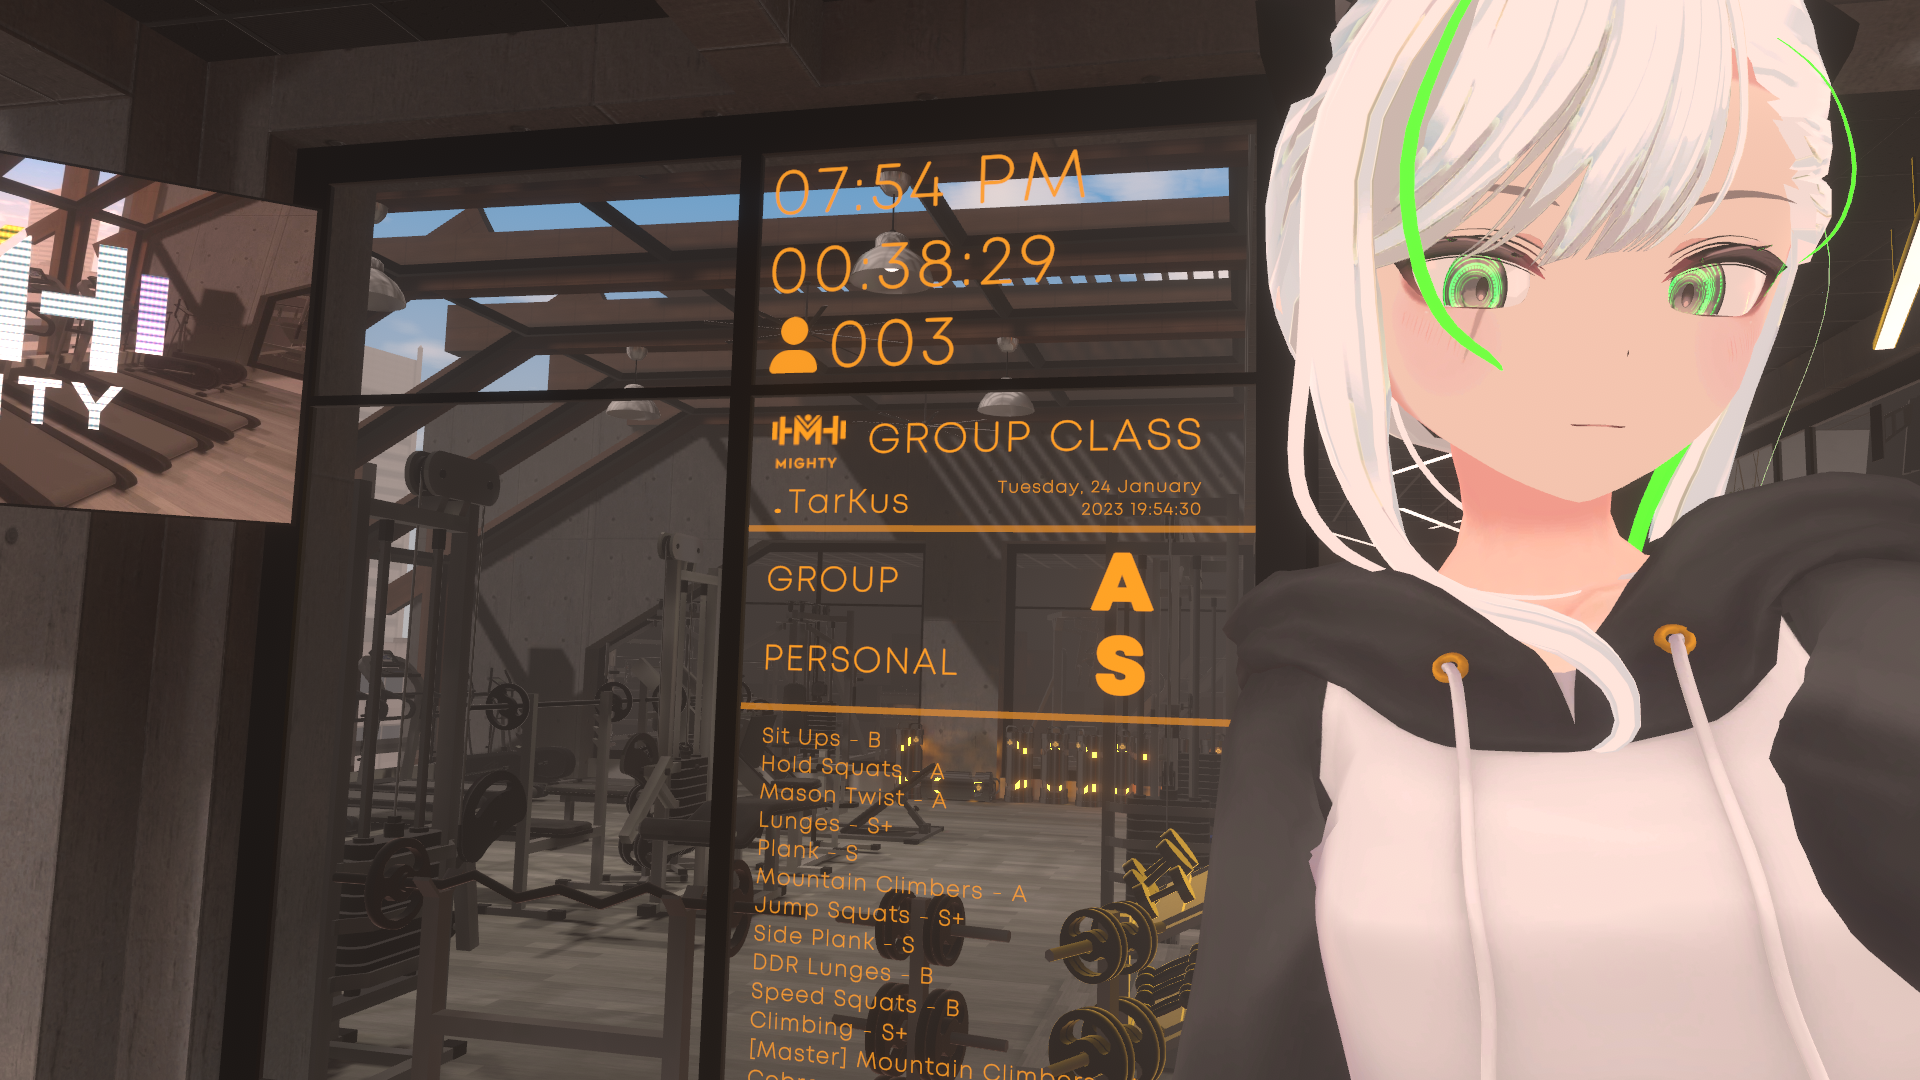 HI
TY
07:54 PM
00:38:29
003
MIGHTY
GROUP CLASS
.TarKus
Tuesday, 24 January
2023 19:54:30
GROUP A
PERSONAL S
Sit Ups - B
Hold Squats - A
Mason Twist - A
Lunges - S+
Plank - S
Mountain Climbers - A
Jump Squats - S+
Side Plank - S
DDR Lunges - B
Speed Squats - B
Climbing - S+
[Master] Mountain Climbers